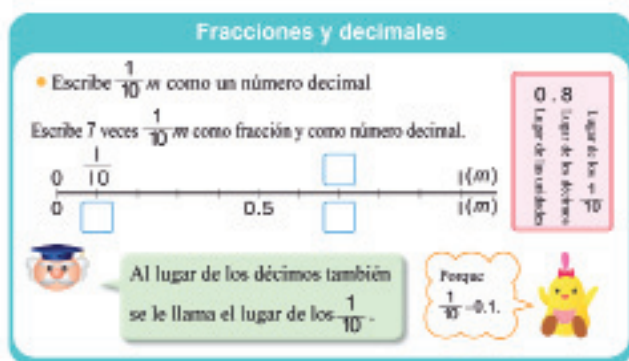 Fracciones y decimales
Escribe 1/10 m como un número decimal
Escribe 7 veces 1/10 m como fracción y como número decimal.
0 1/10 1(m)
0 0.5 1(m)
0.8
Lugar de las unidades
Lugar de los décimos
Lugar de los 1/10
Al lugar de los décimos también
se le llama el lugar de los 1/10.
Porque
1/10=0.1.